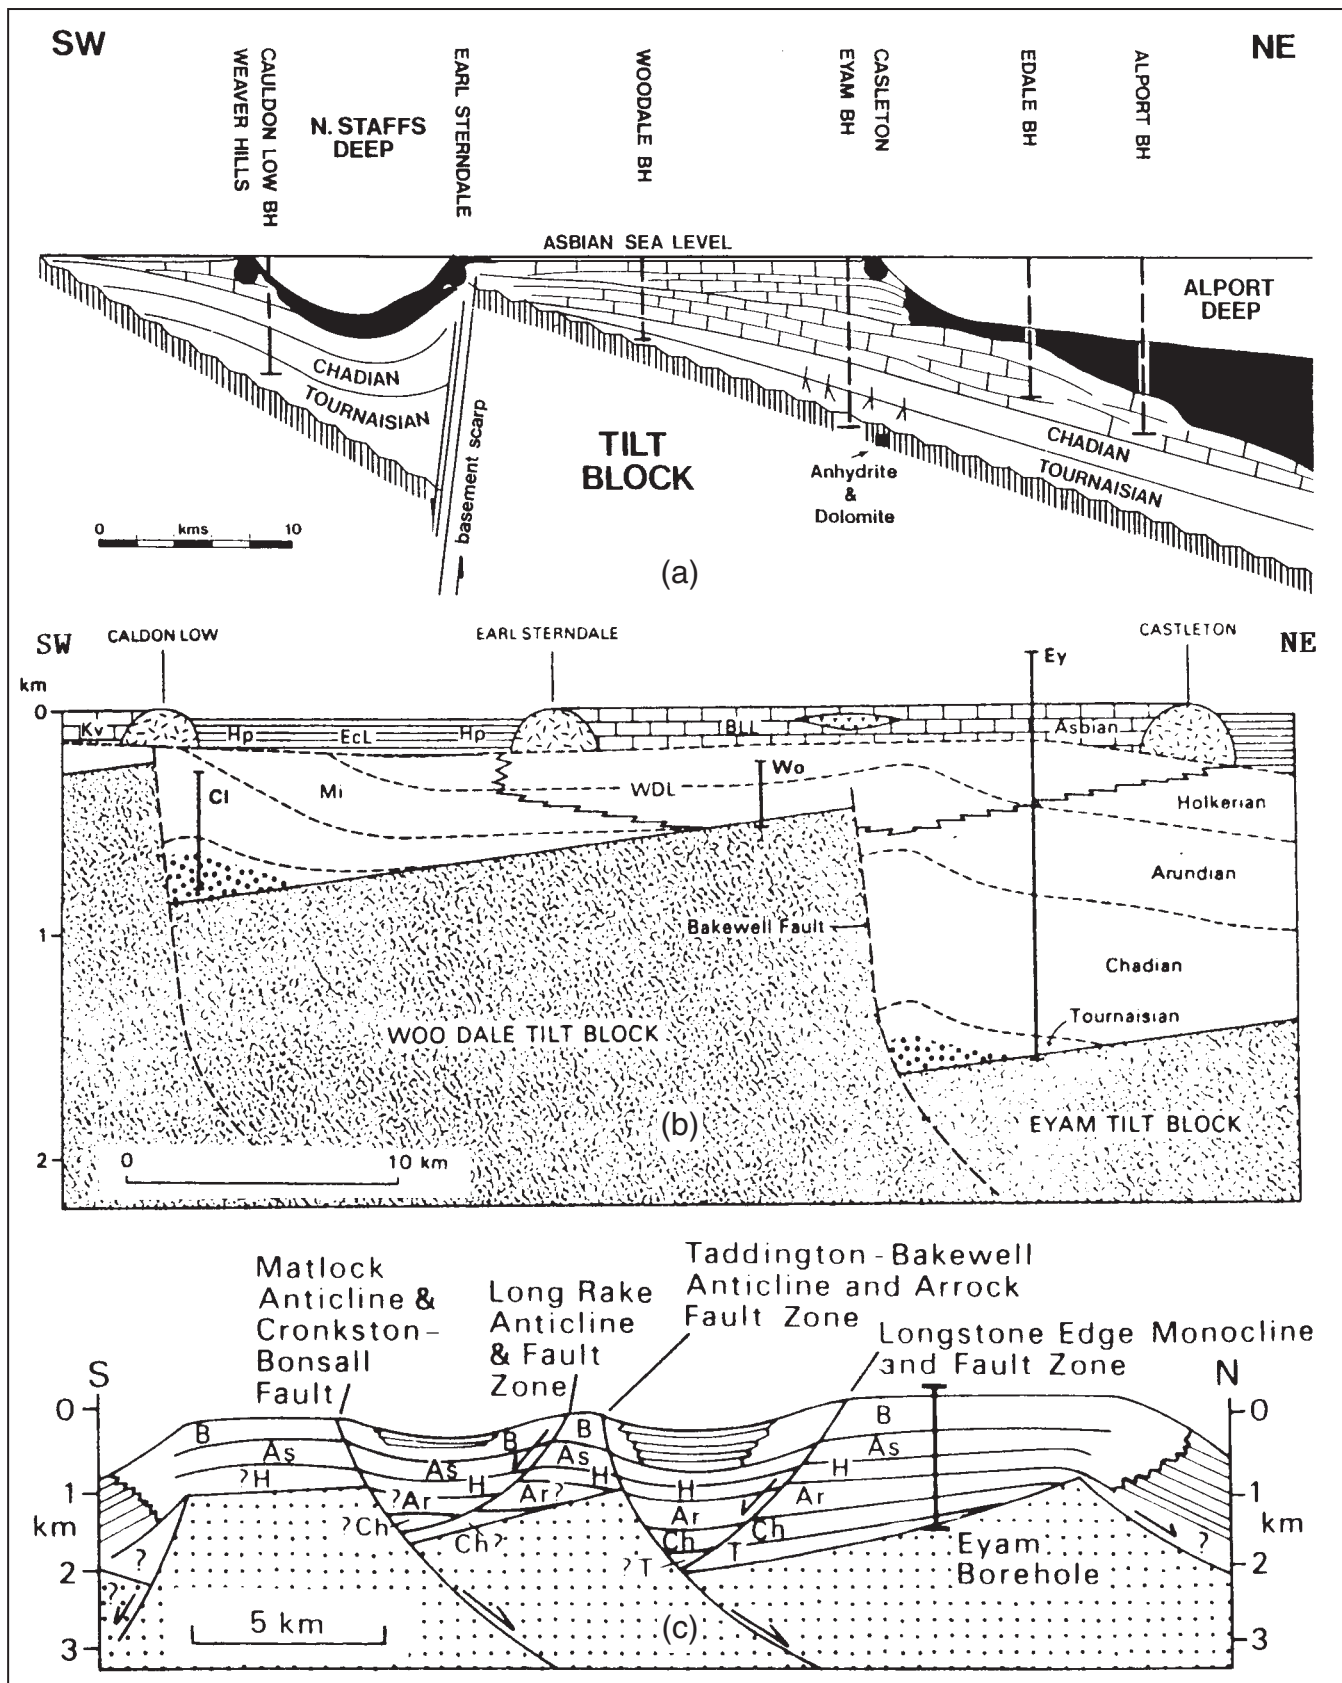 SW
NE
WEAVER HILLS
CAULDON LOW BH
N. STAFFS
DEEP
EARL STERNDALE
WOODALE BH
EYAM BH
CASLETON
EDALE BH
ALPORT BH
ASBIAN SEA LEVEL
ALPORT
DEEP
CHADIAN
TOURNAISIAN
basement scarp
TILT
BLOCK
Anhydrite
&
Dolomite
CHADIAN
TOURNAISIAN
0 kms 10
(a)
SW
CALDON LOW
EARL STERNDALE
CASTLETON
NE
km
Ey
0
Kv
Hp
EcL
Hp
BLL
Asbian
Cl
Mi
WDL
Wo
Holkerian
Arundian
Bakewell Fault
1
Chadian
Tournaisian
WOO DALE TILT BLOCK
EYAM TILT BLOCK
(b)
2
0 10 km
Matlock
Anticline &
Cronkston-
Bonsall
Fault
Long Rake
Anticline
& Fault
Zone
Taddington-Bakewell
Anticline and Arrock
Fault Zone
Longstone Edge Monocline
and Fault Zone
S
N
0
B
B
B
B
0
As
As
As
As
?H
H
H
H
H
1
?Ar
Ar?
Ar
Ar
1
km
?Ch
Ch?
Ch
Ch
km
?
?T
T
?
2
?
Eyam
Borehole
2
5 km
(c)
3
3